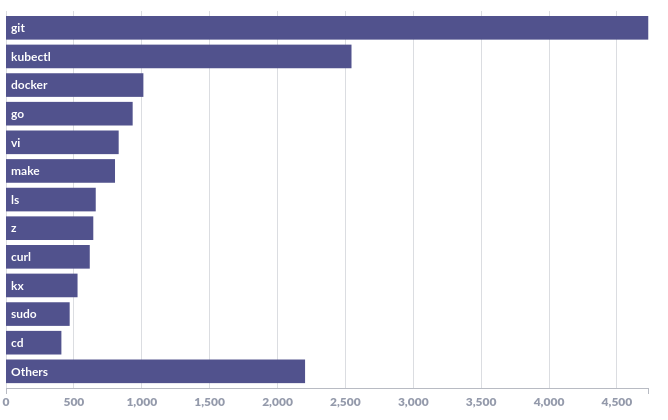 git
kubectl
docker
go
vi
make
ls
z
curl
kx
sudo
cd
Others
0 500 1,000 1,500 2,000 2,500 3,000 3,500 4,000 4,500